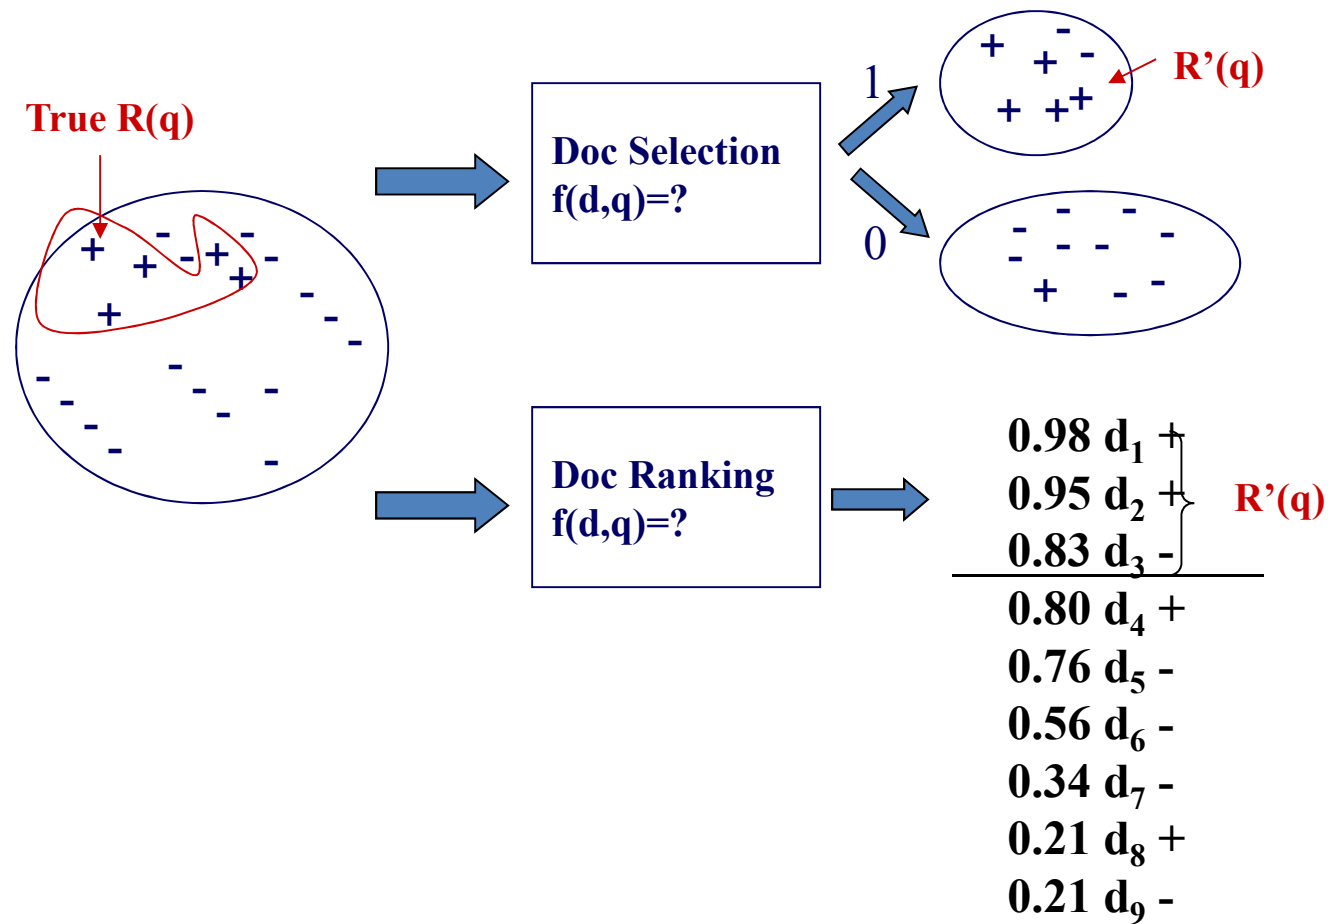 True R(q)
+ - + - + - + - +
- - -
- - - -
- - - -
- -
Doc Selection
f(d,q)=?
1
0
+ - + - + + +
R’(q)
- - - - - - - + - -
Doc Ranking
f(d,q)=?
0.98 d₁ +
0.95 d₂ +
0.83 d₃ -
R’(q)
0.80 d₄ +
0.76 d₅ -
0.56 d₆ -
0.34 d₇ -
0.21 d₈ +
0.21 d₉ -